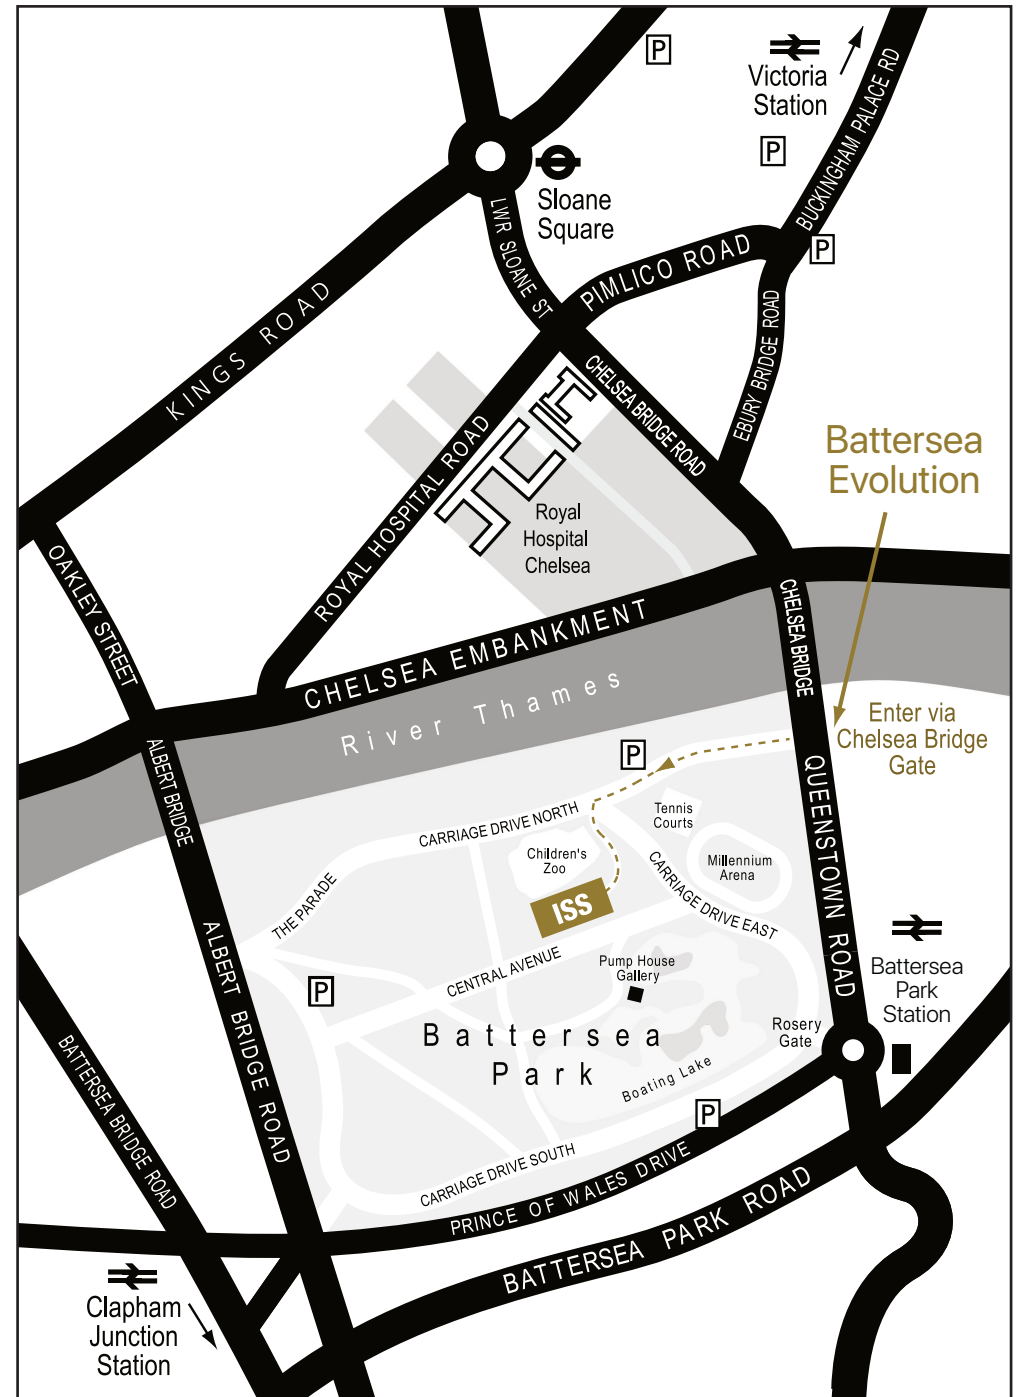 P
Victoria
Station
BUCKINGHAM PALACE RD
P
Sloane
Square
LWR SLOANE ST
PIMLICO ROAD
P
KINGS ROAD
EBURY BRIDGE ROAD
CHELSEA BRIDGE ROAD
ROYAL HOSPITAL ROAD
Battersea
Evolution
Royal
Hospital
Chelsea
OAKLEY STREET
CHELSEA EMBANKMENT
CHELSEA BRIDGE
River Thames
Enter via
Chelsea Bridge
Gate
ALBERT BRIDGE
P
QUEENSTOWN ROAD
CARRIAGE DRIVE NORTH
Tennis
Courts
Children's
Zoo
Millennium
Arena
CARRIAGE DRIVE EAST
THE PARADE
ISS
ALBERT BRIDGE ROAD
CENTRAL AVENUE
Pump House
Gallery
Battersea
Park
Station
P
Rosery
Gate
Battersea
Park
Boating Lake
BATTERSEA BRIDGE ROAD
P
CARRIAGE DRIVE SOUTH
PRINCE OF WALES DRIVE
BATTERSEA PARK ROAD
Clapham
Junction
Station